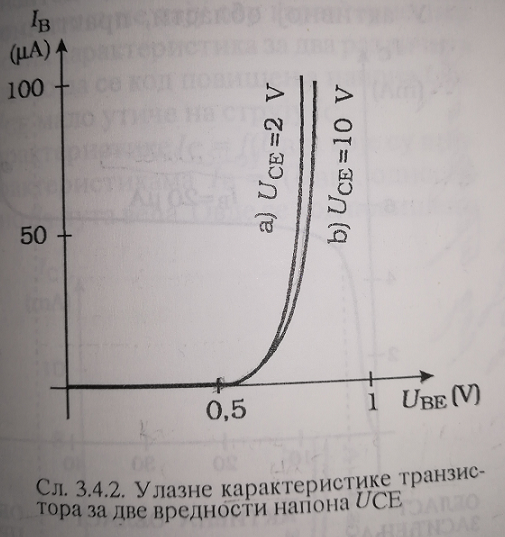 I_B
(μA)
100
50
a) U_CE=2 V
b) U_CE=10 V
0,5
1
U_BE (V)
Сл. 3.4.2. Улазне карактеристике транзис-
тора за две вредности напона UCE